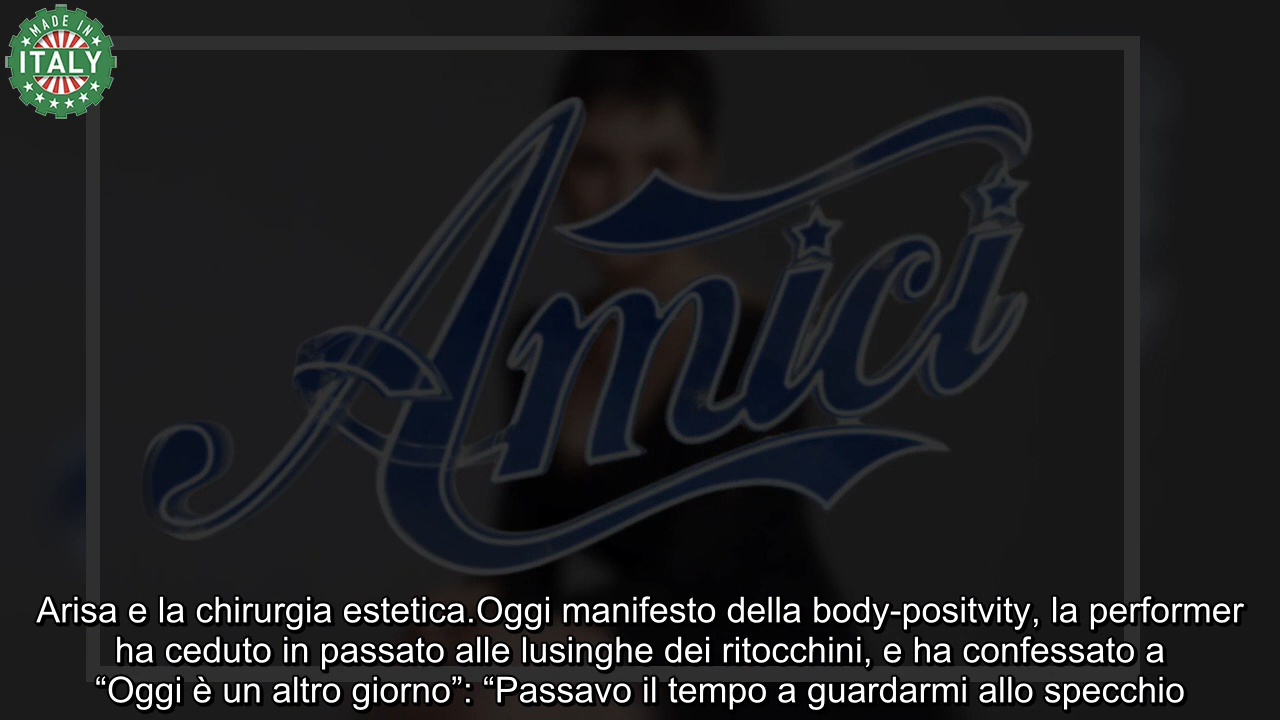 MADE IN
ITALY
Amici
Arisa e la chirurgia estetica.Oggi manifesto della body-positvity, la performer
ha ceduto in passato alle lusinghe dei ritocchini, e ha confessato a
“Oggi è un altro giorno”: “Passavo il tempo a guardarmi allo specchio